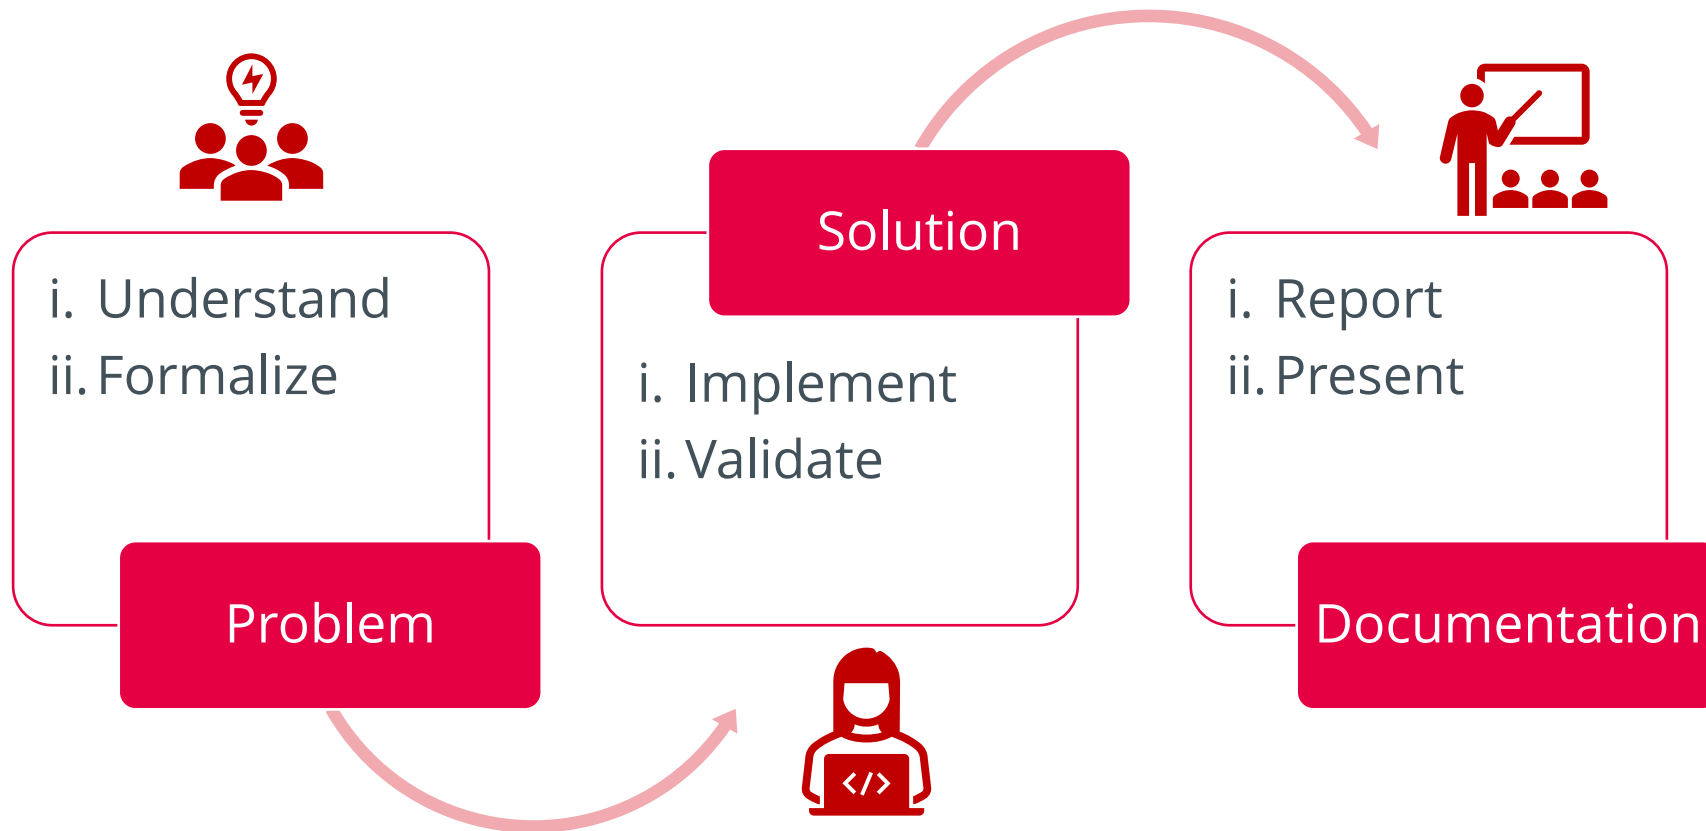 i. Understand
ii. Formalize
Problem
Solution
i. Implement
ii. Validate
</>
i. Report
ii. Present
Documentation